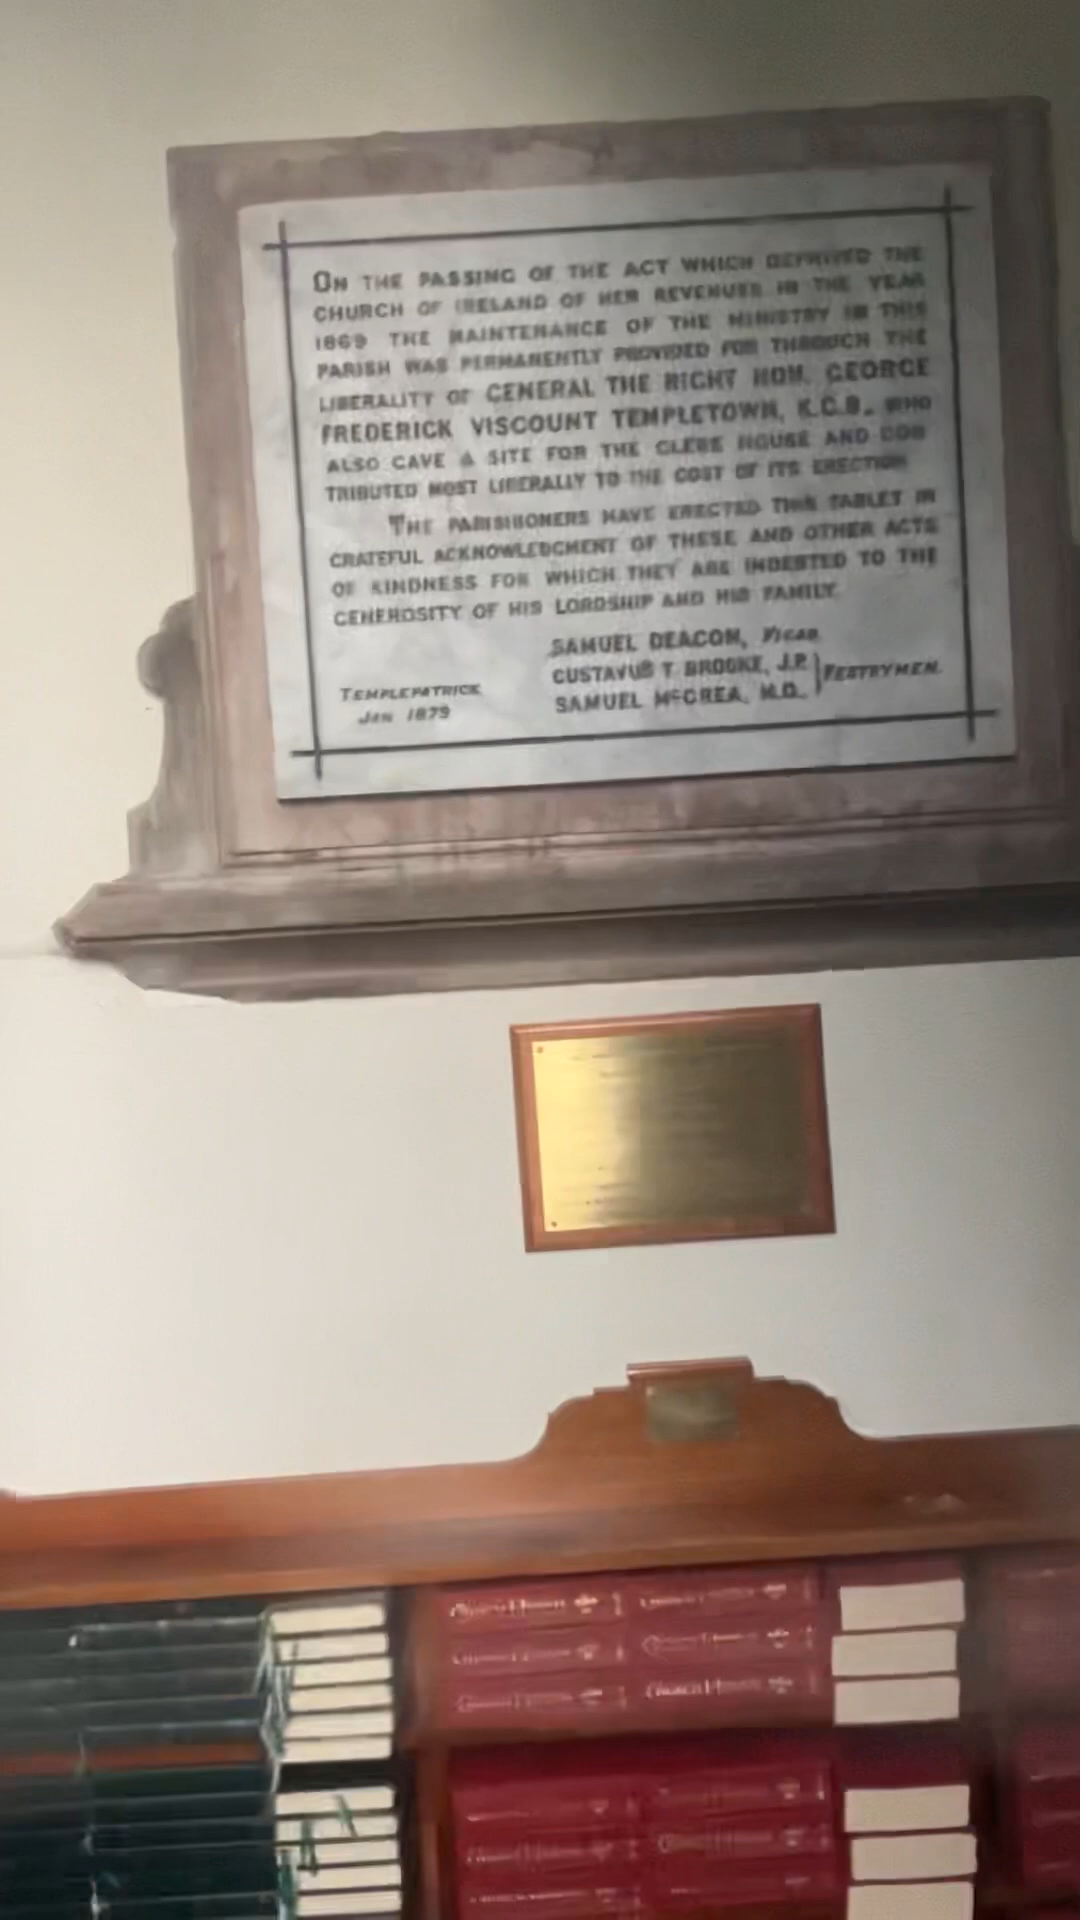 ON THE PASSING OF THE ACT WHICH DEPRIVED THE
CHURCH OF IRELAND OF HER REVENUES IN THE YEAR
1869 THE MAINTENANCE OF THE MINISTRY IN THIS
PARISH WAS PERMANENTLY PROVIDED FOR THROUGH THE
LIBERALITY OF GENERAL THE RIGHT HON. GEORGE
FREDERICK VISCOUNT TEMPLETOWN, K.C.B., WHO
ALSO GAVE A SITE FOR THE GLEBE HOUSE AND CON
TRIBUTED MOST LIBERALLY TO THE COST OF ITS ERECTION
THE PARISHIONERS HAVE ERECTED THIS TABLET IN
GRATEFUL ACKNOWLEDGMENT OF THESE AND OTHER ACTS
OF KINDNESS FOR WHICH THEY ARE INDEBTED TO THE
GENEROSITY OF HIS LORDSHIP AND HIS FAMILY
SAMUEL DEACON, VICAR
GUSTAVUS T. BROOKE, J.P.
SAMUEL McCREA, M.D.,
} VESTRYMEN.
TEMPLEPATRICK
JAN 1879
Church Hymnal
Church Hymnal